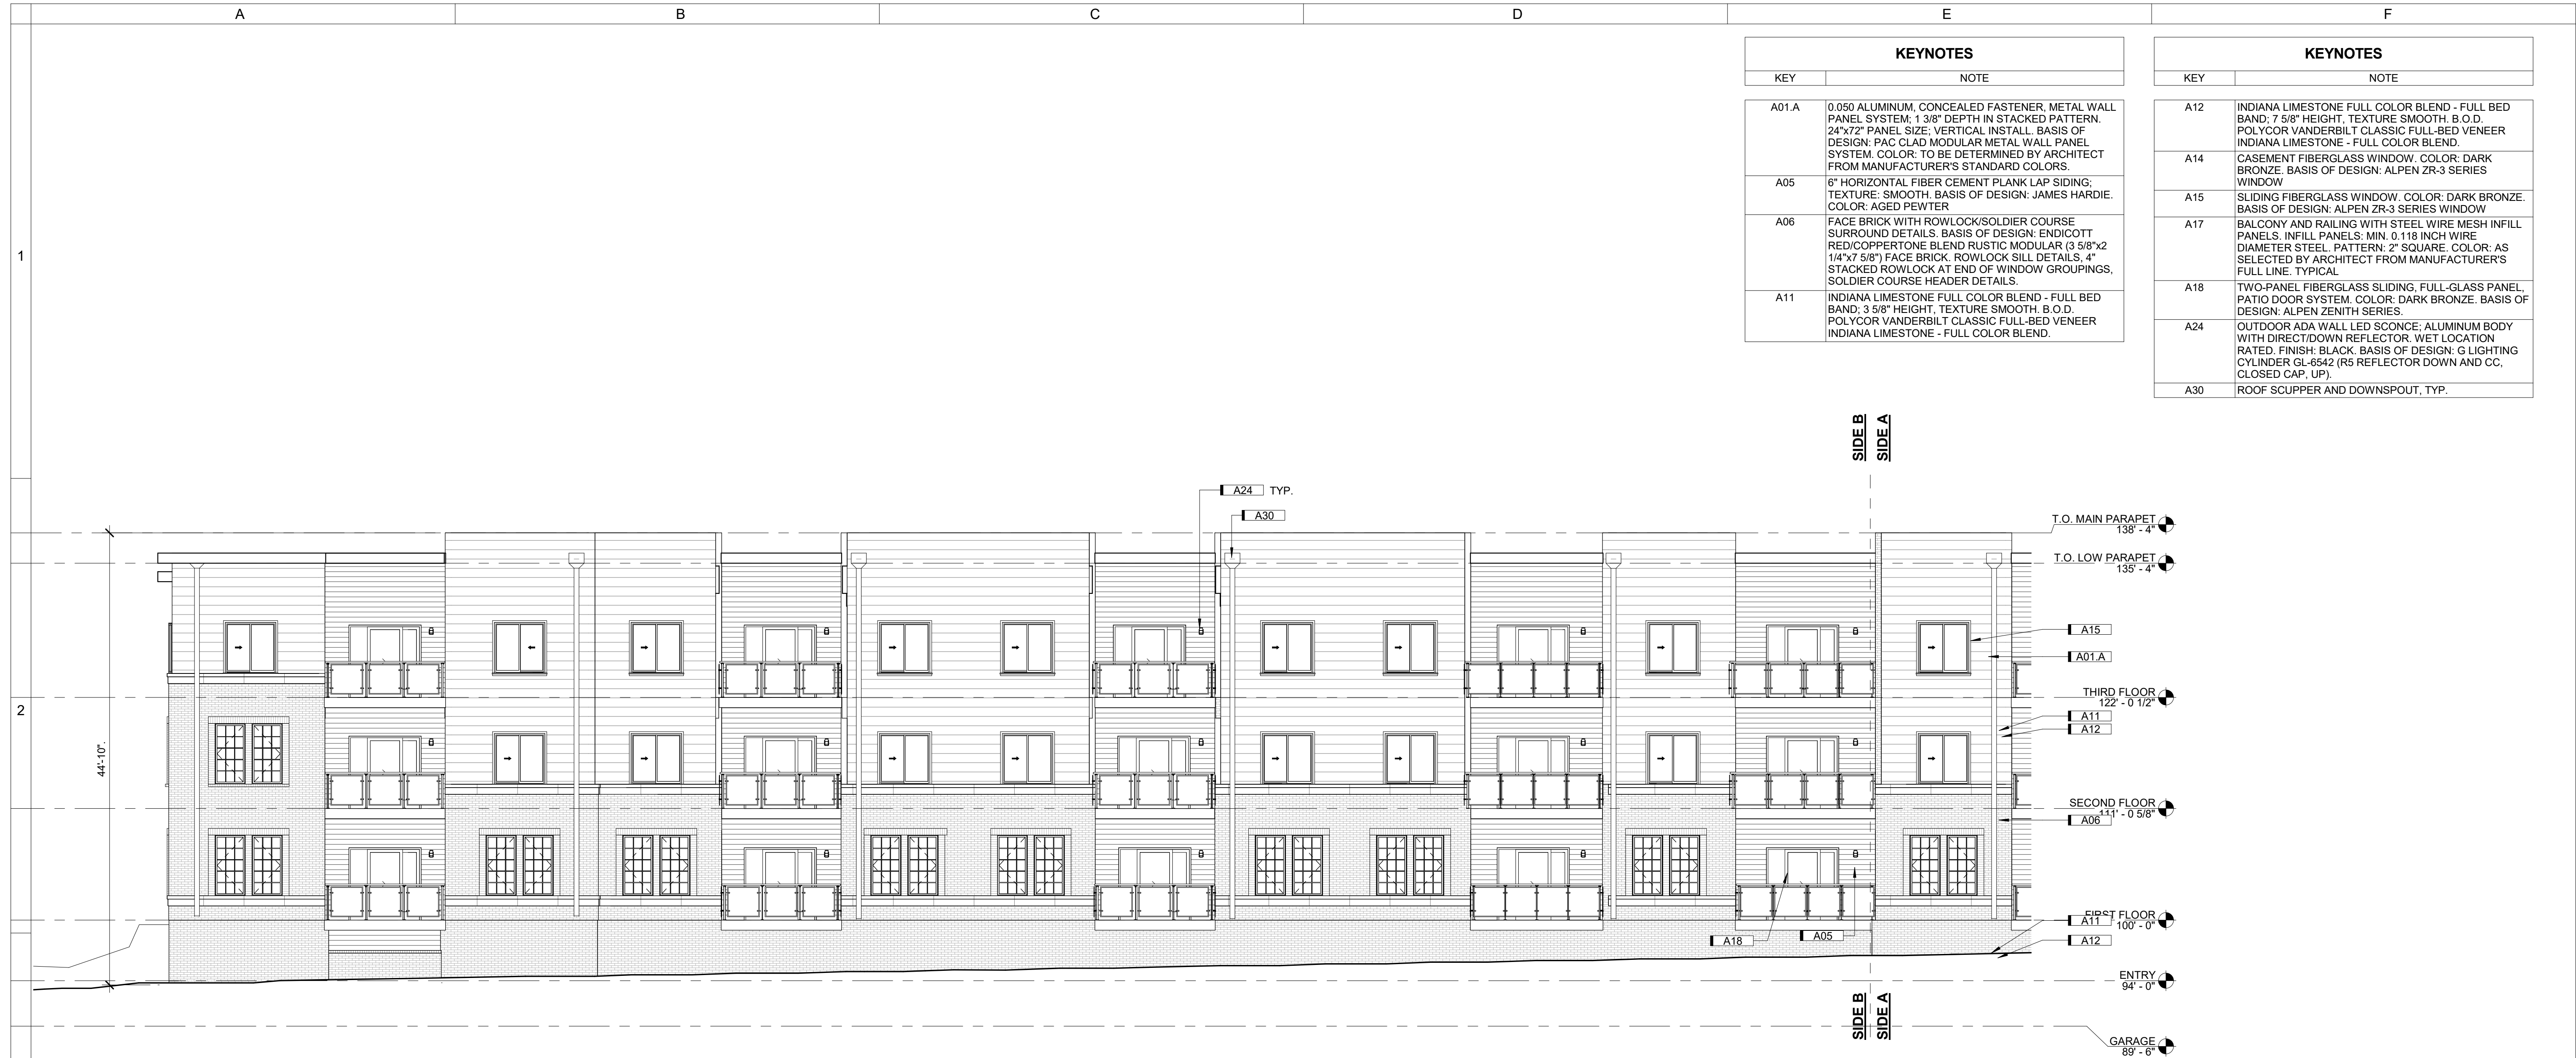 A
B
C
D
E
F
KEYNOTES
KEY NOTE
A01.A 0.050 ALUMINUM, CONCEALED FASTENER, METAL WALL
PANEL SYSTEM; 1 3/8" DEPTH IN STACKED PATTERN.
24"x72" PANEL SIZE; VERTICAL INSTALL. BASIS OF
DESIGN: PAC CLAD MODULAR METAL WALL PANEL
SYSTEM. COLOR: TO BE DETERMINED BY ARCHITECT
FROM MANUFACTURER'S STANDARD COLORS.
A05 6" HORIZONTAL FIBER CEMENT PLANK LAP SIDING;
TEXTURE: SMOOTH. BASIS OF DESIGN: JAMES HARDIE.
COLOR: AGED PEWTER
A06 FACE BRICK WITH ROWLOCK/SOLDIER COURSE
SURROUND DETAILS. BASIS OF DESIGN: ENDICOTT
RED/COPPERTONE BLEND RUSTIC MODULAR (3 5/8"x2
1/4"x7 5/8") FACE BRICK. ROWLOCK SILL DETAILS, 4"
STACKED ROWLOCK AT END OF WINDOW GROUPINGS,
SOLDIER COURSE HEADER DETAILS.
A11 INDIANA LIMESTONE FULL COLOR BLEND - FULL BED
BAND; 3 5/8" HEIGHT, TEXTURE SMOOTH. B.O.D.
POLYCOR VANDERBILT CLASSIC FULL-BED VENEER
INDIANA LIMESTONE - FULL COLOR BLEND.
KEYNOTES
KEY NOTE
A12 INDIANA LIMESTONE FULL COLOR BLEND - FULL BED
BAND; 7 5/8" HEIGHT, TEXTURE SMOOTH. B.O.D.
POLYCOR VANDERBILT CLASSIC FULL-BED VENEER
INDIANA LIMESTONE - FULL COLOR BLEND.
A14 CASEMENT FIBERGLASS WINDOW. COLOR: DARK
BRONZE. BASIS OF DESIGN: ALPEN ZR-3 SERIES
WINDOW
A15 SLIDING FIBERGLASS WINDOW. COLOR: DARK BRONZE.
BASIS OF DESIGN: ALPEN ZR-3 SERIES WINDOW
A17 BALCONY AND RAILING WITH STEEL WIRE MESH INFILL
PANELS. INFILL PANELS: MIN. 0.118 INCH WIRE
DIAMETER STEEL. PATTERN: 2" SQUARE. COLOR: AS
SELECTED BY ARCHITECT FROM MANUFACTURER'S
FULL LINE. TYPICAL
A18 TWO-PANEL FIBERGLASS SLIDING, FULL-GLASS PANEL,
PATIO DOOR SYSTEM. COLOR: DARK BRONZE. BASIS OF
DESIGN: ALPEN ZENITH SERIES.
A24 OUTDOOR ADA WALL LED SCONCE; ALUMINUM BODY
WITH DIRECT/DOWN REFLECTOR. WET LOCATION
RATED. FINISH: BLACK. BASIS OF DESIGN: G LIGHTING
CYLINDER GL-6542 (R5 REFLECTOR DOWN AND CC,
CLOSED CAP, UP).
A30 ROOF SCUPPER AND DOWNSPOUT, TYP.
1
SIDE B
SIDE A
A24 TYP.
A30
T.O. MAIN PARAPET
138' - 4"
T.O. LOW PARAPET
135' - 4"
A15
A01.A
THIRD FLOOR
122' - 0 1/2"
2
A11
A12
44'-10".
SECOND FLOOR
111' - 0 5/8"
A06
FIRST FLOOR
A11 100' - 0"
A18
A05
A12
ENTRY
94' - 0"
SIDE B
SIDE A
GARAGE
89' - 6"